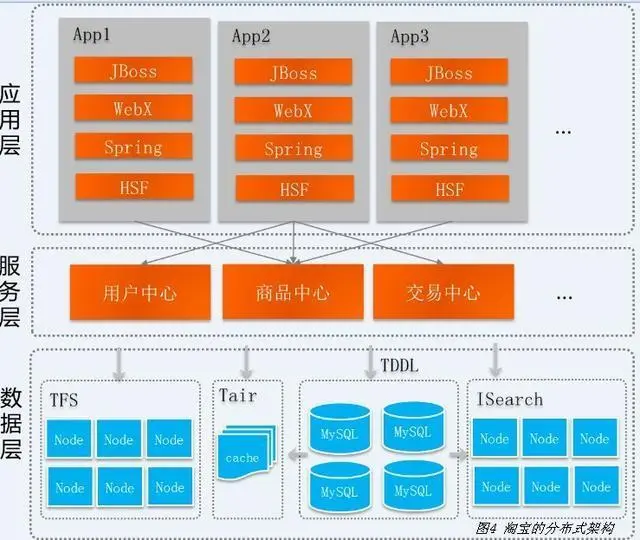 应用层
App1
JBoss
WebX
Spring
HSF
App2
JBoss
WebX
Spring
HSF
App3
JBoss
WebX
Spring
HSF
...
服务层
用户中心
商品中心
交易中心
...
数据层
TFS
Node Node Node
Node Node Node
Tair
cache
TDDL
MySQL MySQL
MySQL MySQL
ISearch
Node Node Node
Node Node Node
图4 淘宝的分布式架构